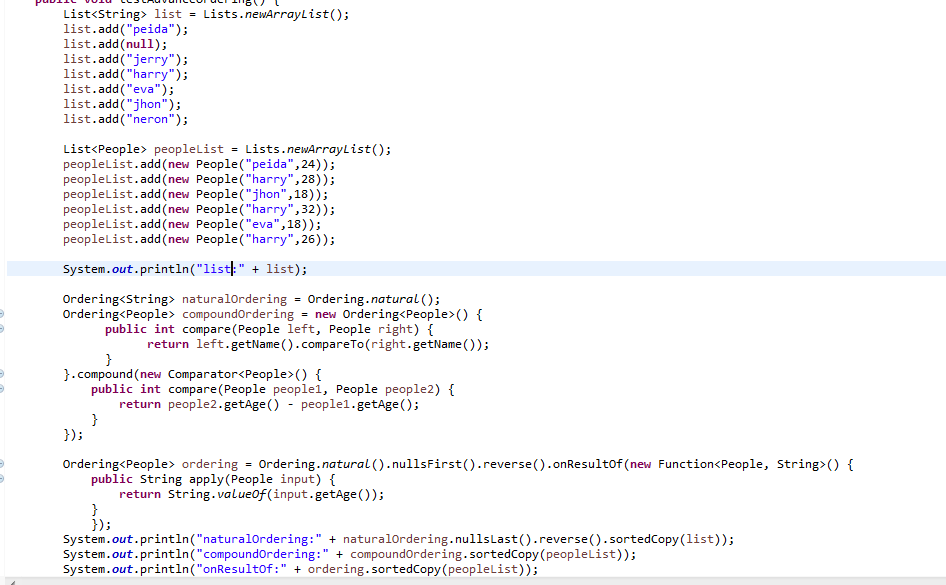 public void testAdvanceOrdering() {
List<String> list = Lists.newArrayList();
list.add("peida");
list.add(null);
list.add("jerry");
list.add("harry");
list.add("eva");
list.add("jhon");
list.add("neron");
List<People> peopleList = Lists.newArrayList();
peopleList.add(new People("peida",24));
peopleList.add(new People("harry",28));
peopleList.add(new People("jhon",18));
peopleList.add(new People("harry",32));
peopleList.add(new People("eva",18));
peopleList.add(new People("harry",26));
System.out.println("list:" + list);
Ordering<String> naturalOrdering = Ordering.natural();
Ordering<People> compoundOrdering = new Ordering<People>() {
public int compare(People left, People right) {
return left.getName().compareTo(right.getName());
}
}.compound(new Comparator<People>() {
public int compare(People people1, People people2) {
return people2.getAge() - people1.getAge();
}
});
Ordering<People> ordering = Ordering.natural().nullsFirst().reverse().onResultOf(new Function<People, String>() {
public String apply(People input) {
return String.valueOf(input.getAge());
}
});
System.out.println("naturalOrdering:" + naturalOrdering.nullsLast().reverse().sortedCopy(list));
System.out.println("compoundOrdering:" + compoundOrdering.sortedCopy(peopleList));
System.out.println("onResultOf:" + ordering.sortedCopy(peopleList));